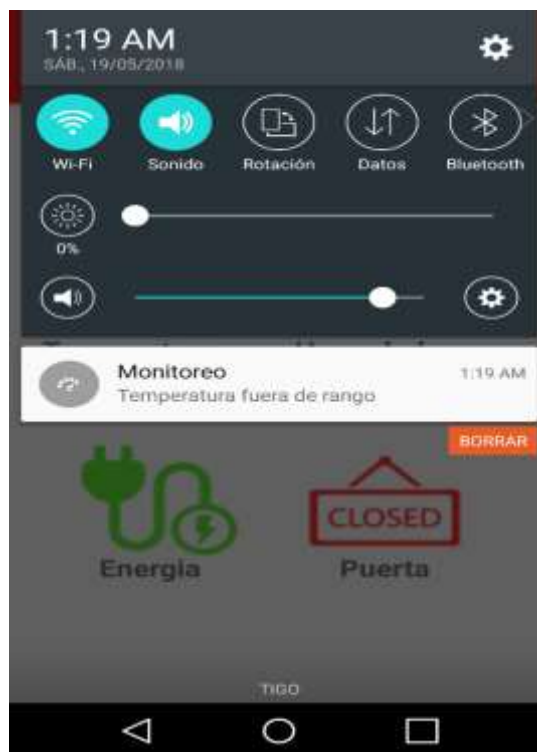 1:19 AM
SÁB., 19/05/2018
Wi-Fi Sonido Rotación Datos Bluetooth
0%
Monitoreo 1:19 AM
Temperatura fuera de rango
BORRAR
CLOSED
Energia Puerta
TIGO